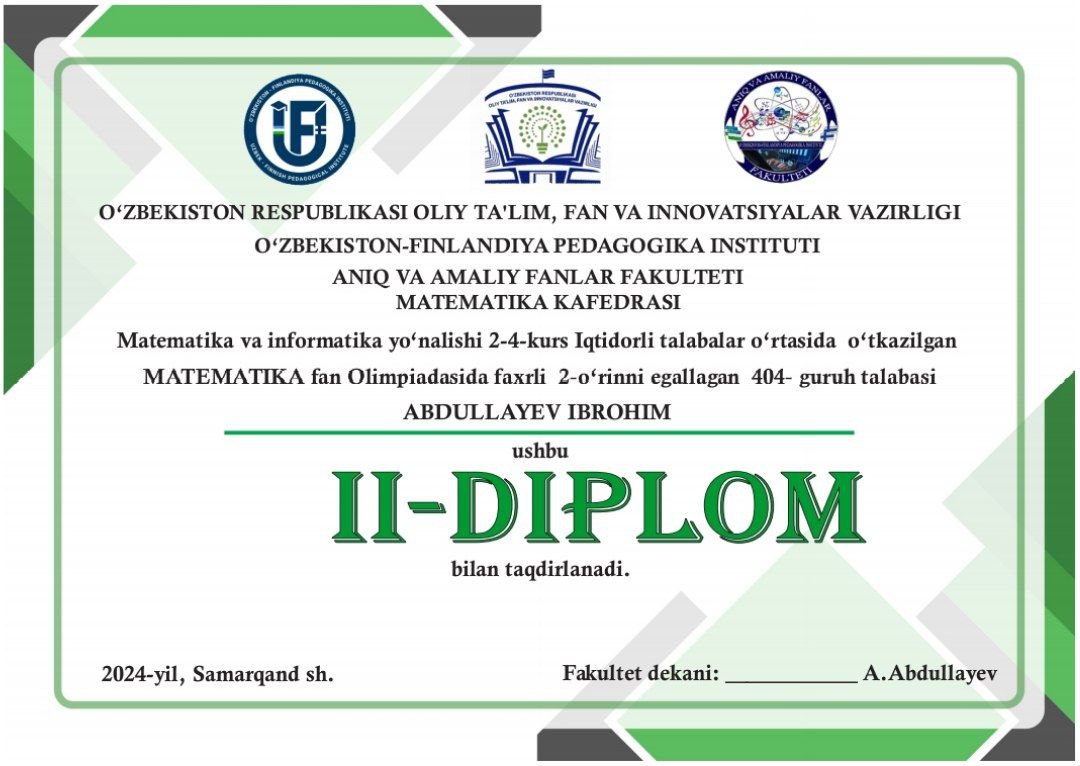 O'ZBEKISTON - FINLANDIYA PEDAGOGIKA INSTITUTI
UZBEK - FINNISH PEDAGOGICAL INSTITUTE
O'ZBEKISTON RESPUBLIKASI
OLIY TA'LIM, FAN VA INNOVATSIYALAR VAZIRLIGI
ANIQ VA AMALIY FANLAR
FAKULTETI
O‘ZBEKISTON RESPUBLIKASI OLIY TA'LIM, FAN VA INNOVATSIYALAR VAZIRLIGI
O‘ZBEKISTON-FINLANDIYA PEDAGOGIKA INSTITUTI
ANIQ VA AMALIY FANLAR FAKULTETI
MATEMATIKA KAFEDRASI
Matematika va informatika yo‘nalishi 2-4-kurs Iqtidorli talabalar o‘rtasida o‘tkazilgan
MATEMATIKA fan Olimpiadasida faxrli 2-o‘rinni egallagan 404- guruh talabasi
ABDULLAYEV IBROHIM
ushbu
II-DIPLOM
bilan taqdirlanadi.
2024-yil, Samarqand sh.
Fakultet dekani: ____________ A.Abdullayev